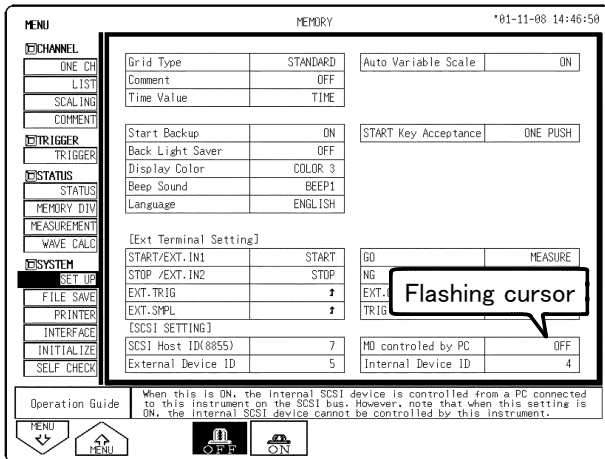 MENU MEMORY '01-11-08 14:46:50
CHANNEL
ONE CH
LIST
SCALING
COMMENT
TRIGGER
TRIGGER
STATUS
STATUS
MEMORY DIV
MEASUREMENT
WAVE CALC
SYSTEM
SET UP
FILE SAVE
PRINTER
INTERFACE
INITIALIZE
SELF CHECK
Grid Type STANDARD Auto Variable Scale ON
Comment OFF
Time Value TIME
Start Backup ON START Key Acceptance ONE PUSH
Back Light Saver OFF
Display Color COLOR 3
Beep Sound BEEP1
Language ENGLISH
[Ext Terminal Setting]
START/EXT.IN1 START GO MEASURE
STOP /EXT.IN2 STOP NG
EXT.TRIG ↑
EXT.SMPL ↑ TRIG
Flashing cursor
[SCSI SETTING]
SCSI Host ID(8855) 7 MO controled by PC OFF
External Device ID 5 Internal Device ID 4
Operation Guide
When this is ON, the internal SCSI device is controlled from a PC connected
to this instrument on the SCSI bus. However, note that when this setting is
ON, the internal SCSI device cannot be controlled by this instrument.
MENU
MENU
OFF
ON